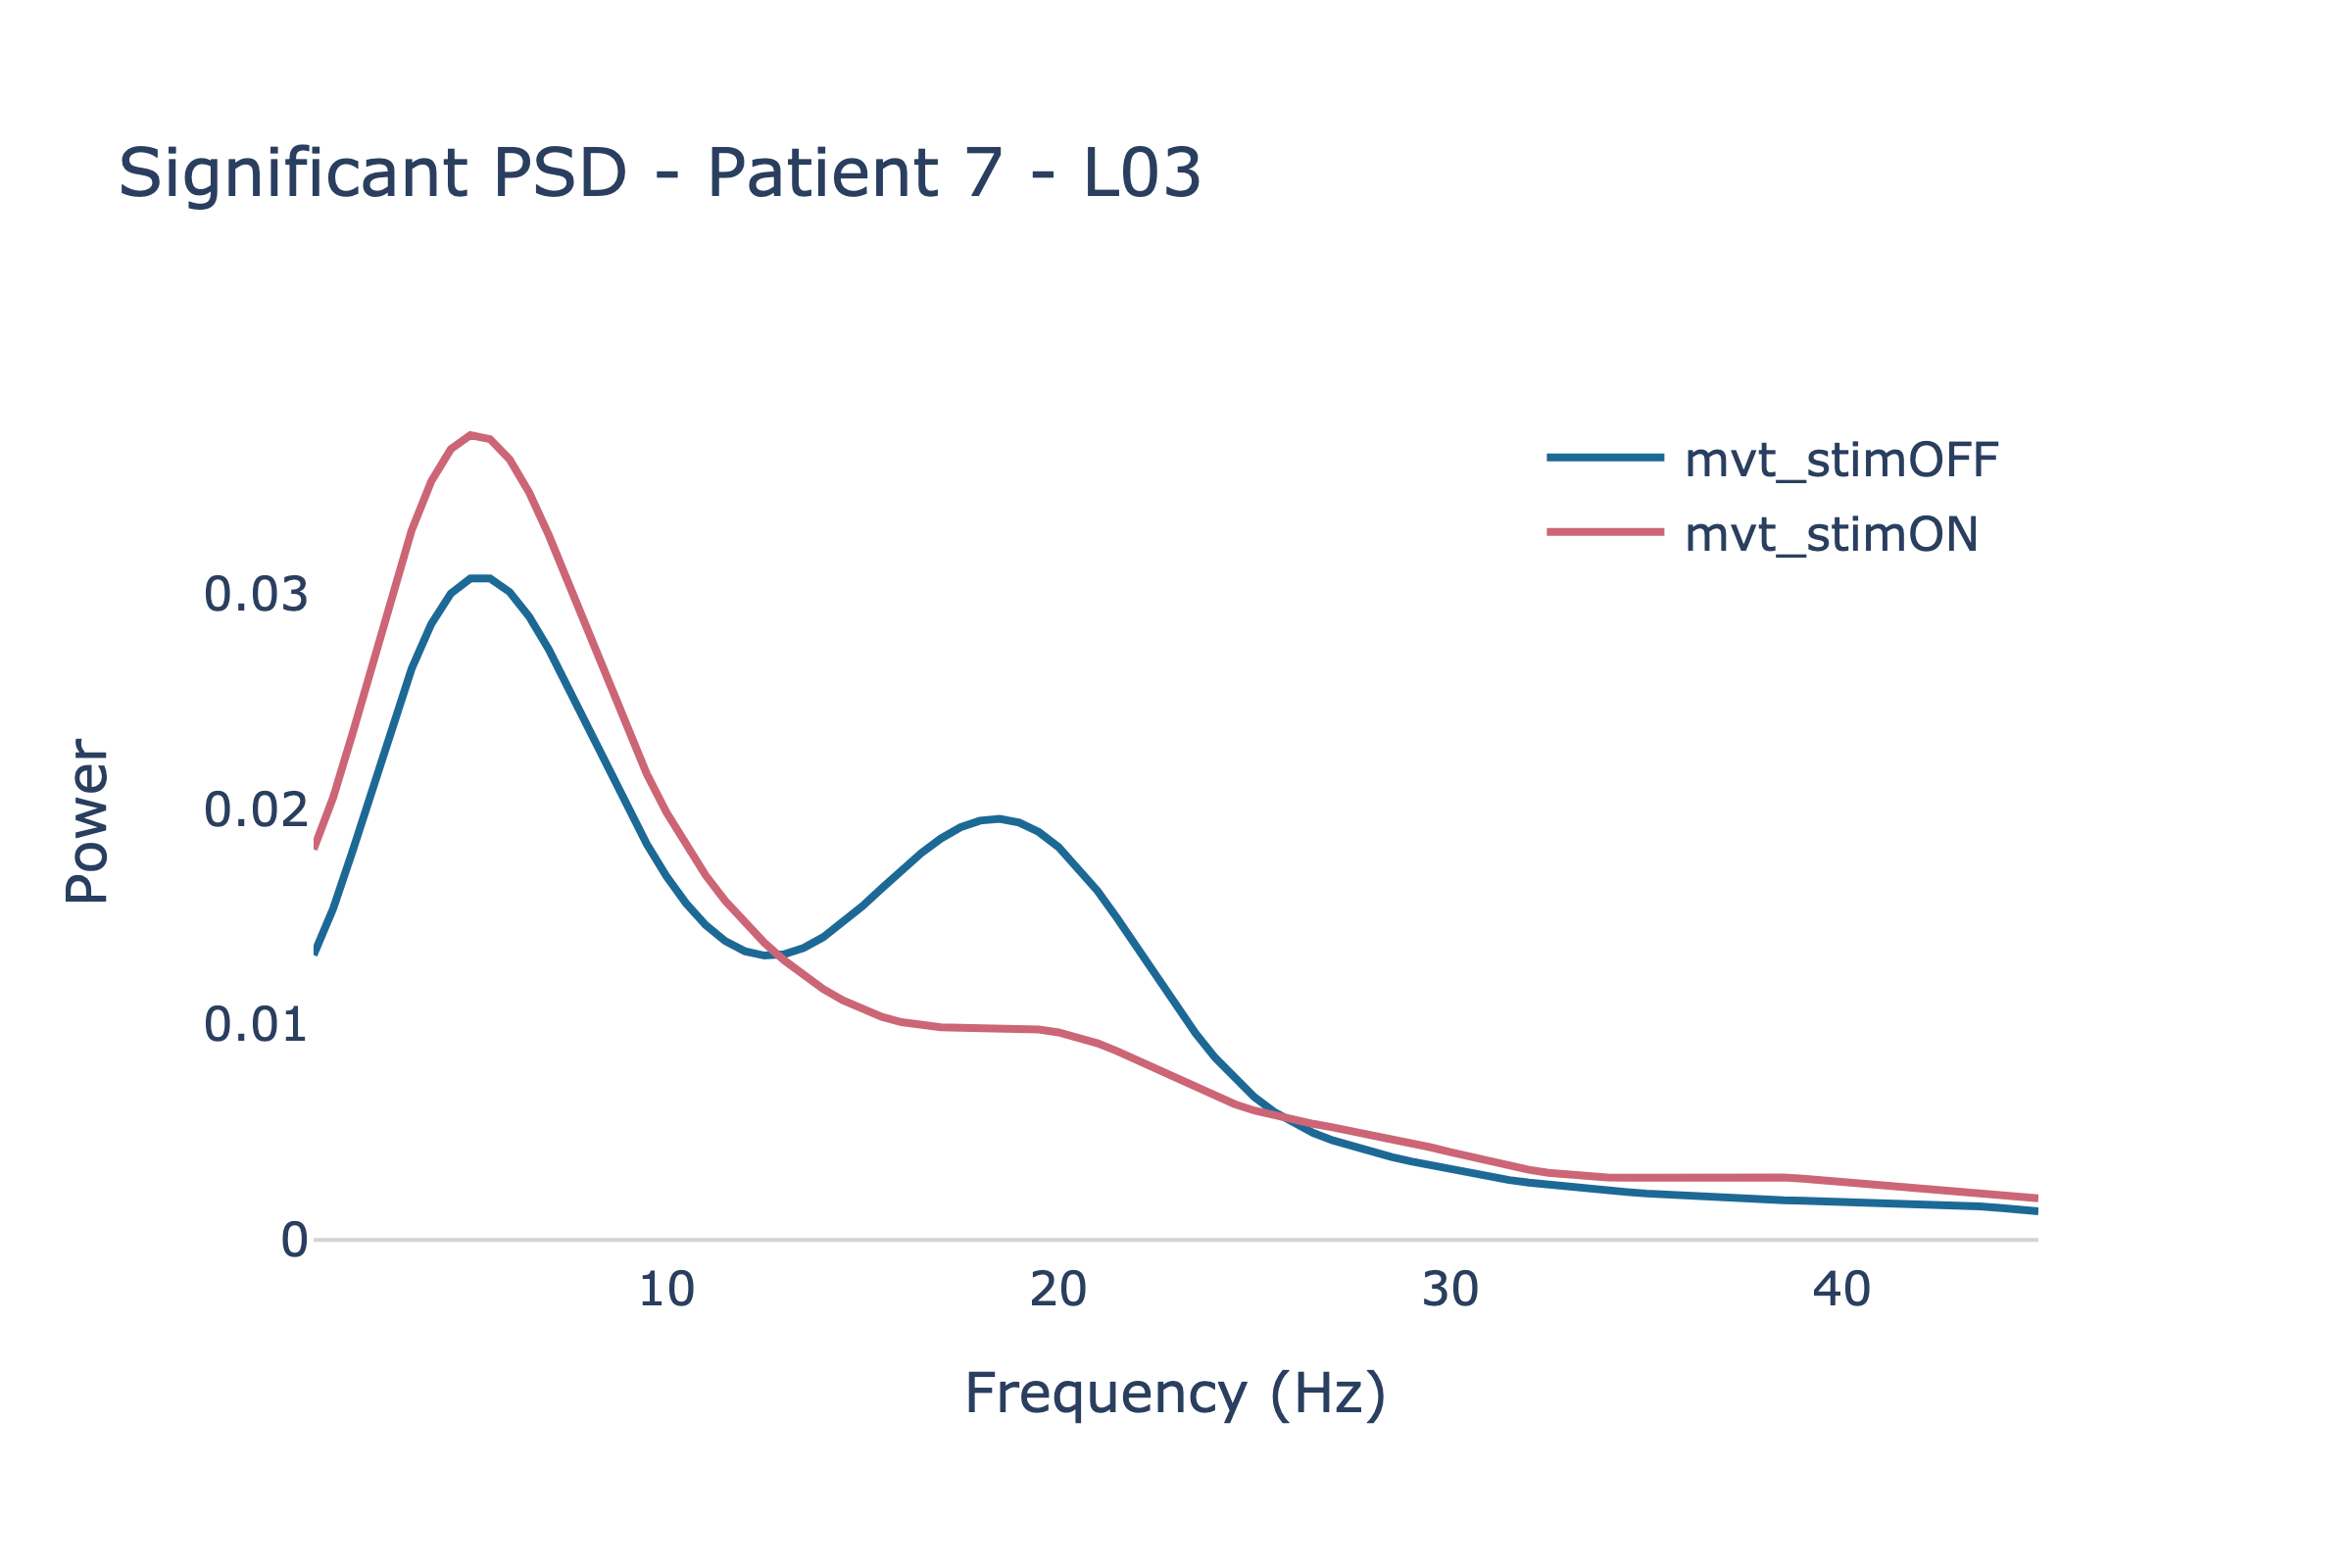 Significant PSD - Patient 7 - L03
mvt_stimOFF
mvt_stimON
0.03
0.02
0.01
0
Power
10 20 30 40
Frequency (Hz)